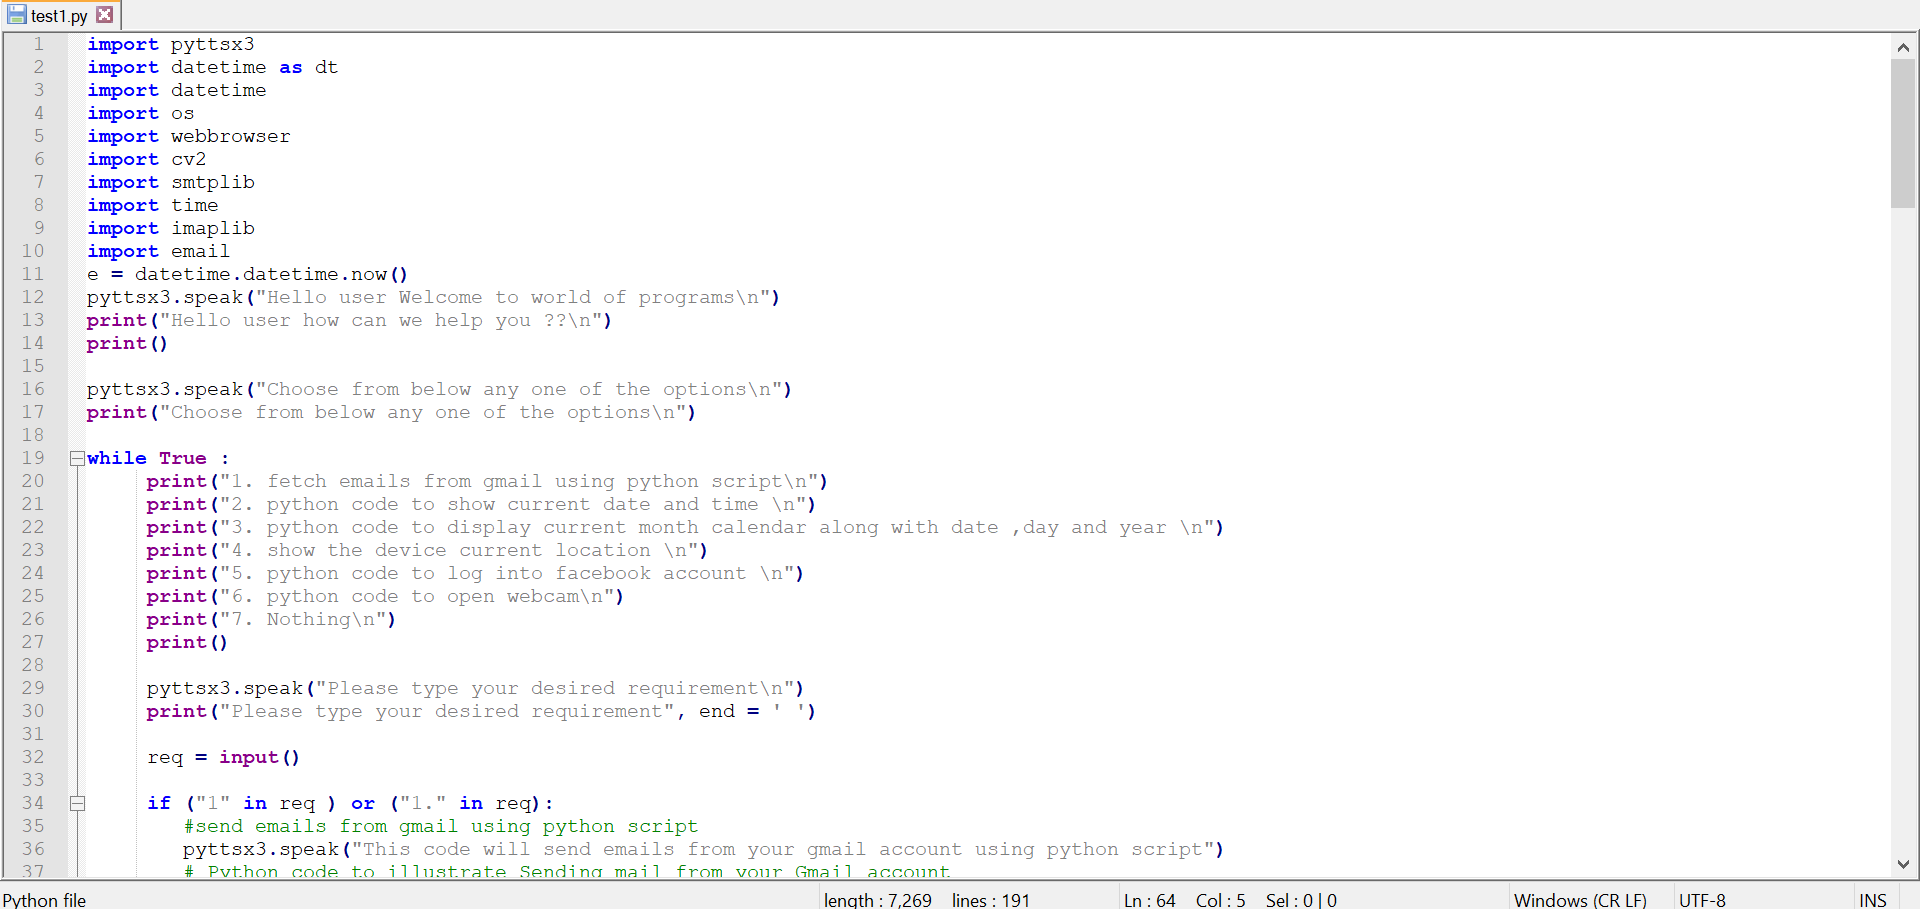 test1.py
1 import pyttsx3
2 import datetime as dt
3 import datetime
4 import os
5 import webbrowser
6 import cv2
7 import smtplib
8 import time
9 import imaplib
10 import email
11 e = datetime.datetime.now()
12 pyttsx3.speak("Hello user Welcome to world of programs\n")
13 print("Hello user how can we help you ??\n")
14 print()
15
16 pyttsx3.speak("Choose from below any one of the options\n")
17 print("Choose from below any one of the options\n")
18
19 while True :
20 print("1. fetch emails from gmail using python script\n")
21 print("2. python code to show current date and time \n")
22 print("3. python code to display current month calendar along with date ,day and year \n")
23 print("4. show the device current location \n")
24 print("5. python code to log into facebook account \n")
25 print("6. python code to open webcam\n")
26 print("7. Nothing\n")
27 print()
28
29 pyttsx3.speak("Please type your desired requirement\n")
30 print("Please type your desired requirement", end = ' ')
31
32 req = input()
33
34 if ("1" in req ) or ("1." in req):
35 #send emails from gmail using python script
36 pyttsx3.speak("This code will send emails from your gmail account using python script")
37 # Python code to illustrate Sending mail from your Gmail account
Python file length : 7,269 lines : 191 Ln : 64 Col : 5 Sel : 0 | 0 Windows (CR LF) UTF-8 INS